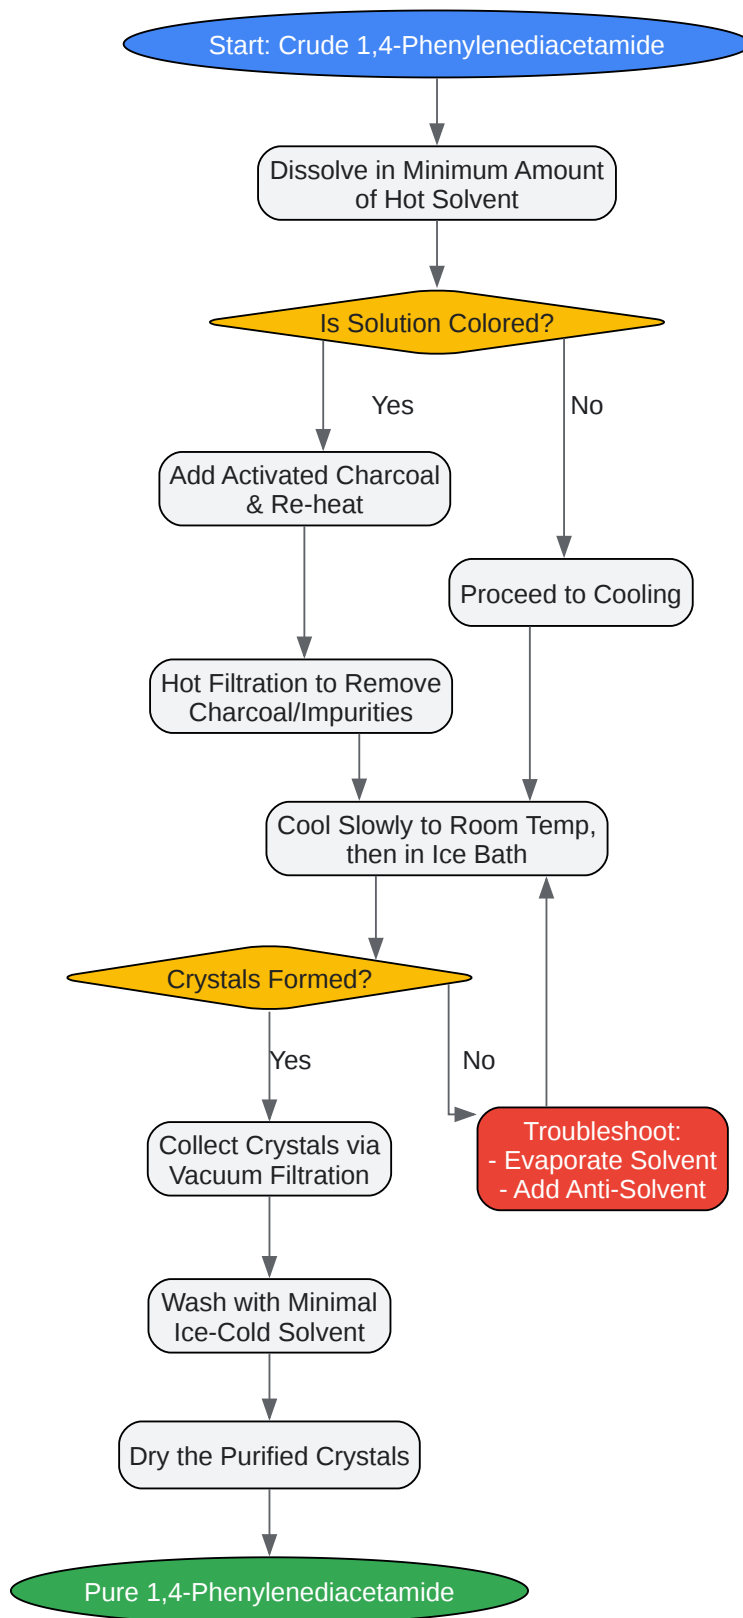 Start: Crude 1,4-Phenylenediacetamide
Dissolve in Minimum Amount
of Hot Solvent
Is Solution Colored?
Yes
No
Add Activated Charcoal
& Re-heat
Proceed to Cooling
Hot Filtration to Remove
Charcoal/Impurities
Cool Slowly to Room Temp,
then in Ice Bath
Crystals Formed?
Yes
No
Collect Crystals via
Vacuum Filtration
Troubleshoot:
- Evaporate Solvent
- Add Anti-Solvent
Wash with Minimal
Ice-Cold Solvent
Dry the Purified Crystals
Pure 1,4-Phenylenediacetamide